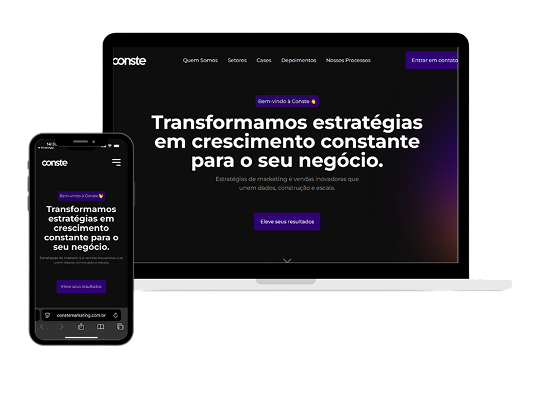 conste
Quem Somos Setores Cases Depoimentos Nossos Processos Entrar em contato
Bem-vindo à Conste 👋
Transformamos estratégias
em crescimento constante
para o seu negócio.
Estratégias de marketing e vendas inovadoras que
unem dados, construção e escala.
Eleve seus resultados
conste
Bem-vindo à Conste 👋
Transformamos
estratégias em
crescimento
constante para o
seu negócio.
Estratégias de marketing e vendas inovadoras que
unem dados, construção e escala.
Eleve seus resultados
constemarketing.com.br